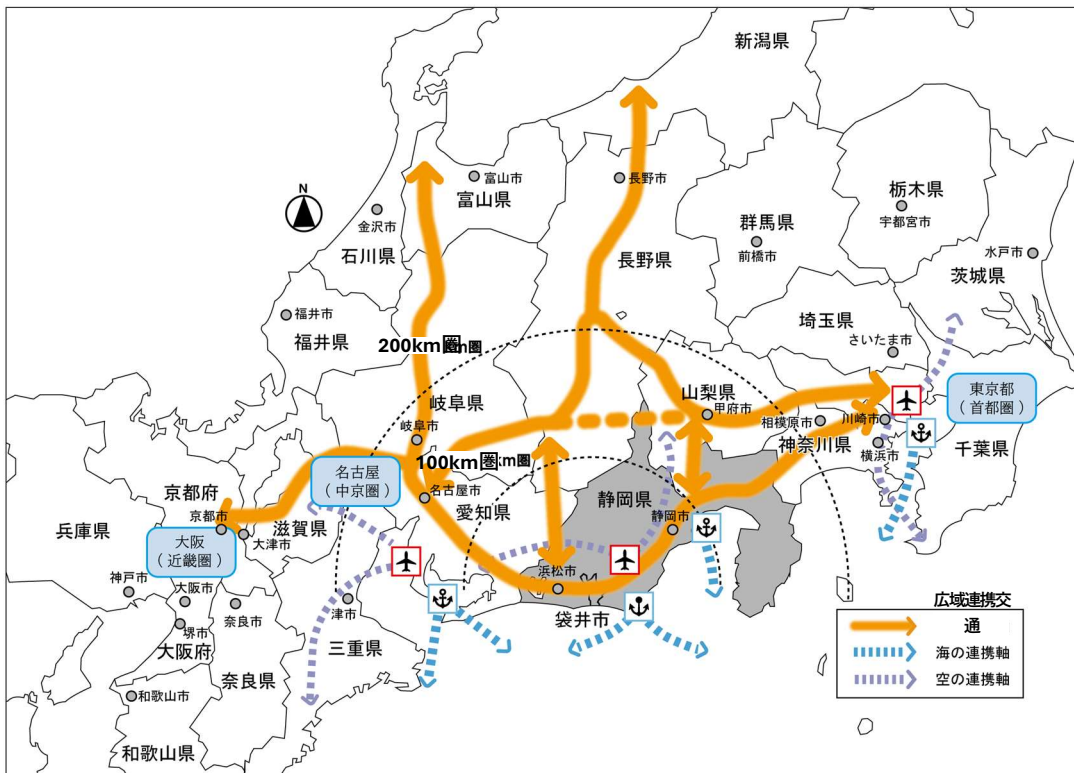 新潟県
富山市
富山県
長野市
栃木県
宇都宮市
N
金沢市
石川県
群馬県
前橋市
水戸市
茨城県
長野県
福井市
福井県
埼玉県
さいたま市
200km圏
m圏
岐阜県
岐阜市
山梨県
甲府市
相模原市
川崎市
神奈川県
横浜市
東京都
（首都圏）
千葉県
100km圏
m圏
名古屋
（中京圏）
名古屋市
愛知県
静岡県
静岡市
京都府
京都市
滋賀県
大津市
兵庫県
大阪
（近畿圏）
神戸市
大阪市
堺市
大阪府
奈良市
奈良県
津市
三重県
浜松市
袋井市
和歌山市
和歌山県
広域連携交
通
海の連携軸
空の連携軸